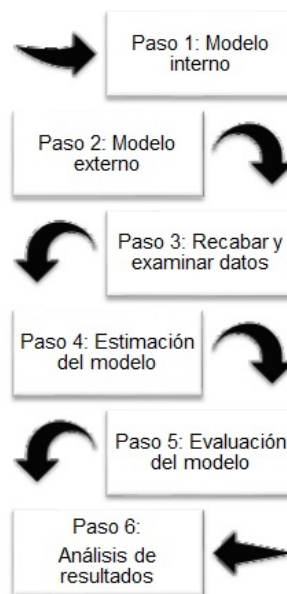 Paso 1: Modelo
interno
Paso 2: Modelo
externo
Paso 3: Recabar y
examinar datos
Paso 4: Estimación
del modelo
Paso 5: Evaluación
del modelo
Paso 6:
Análisis de
resultados